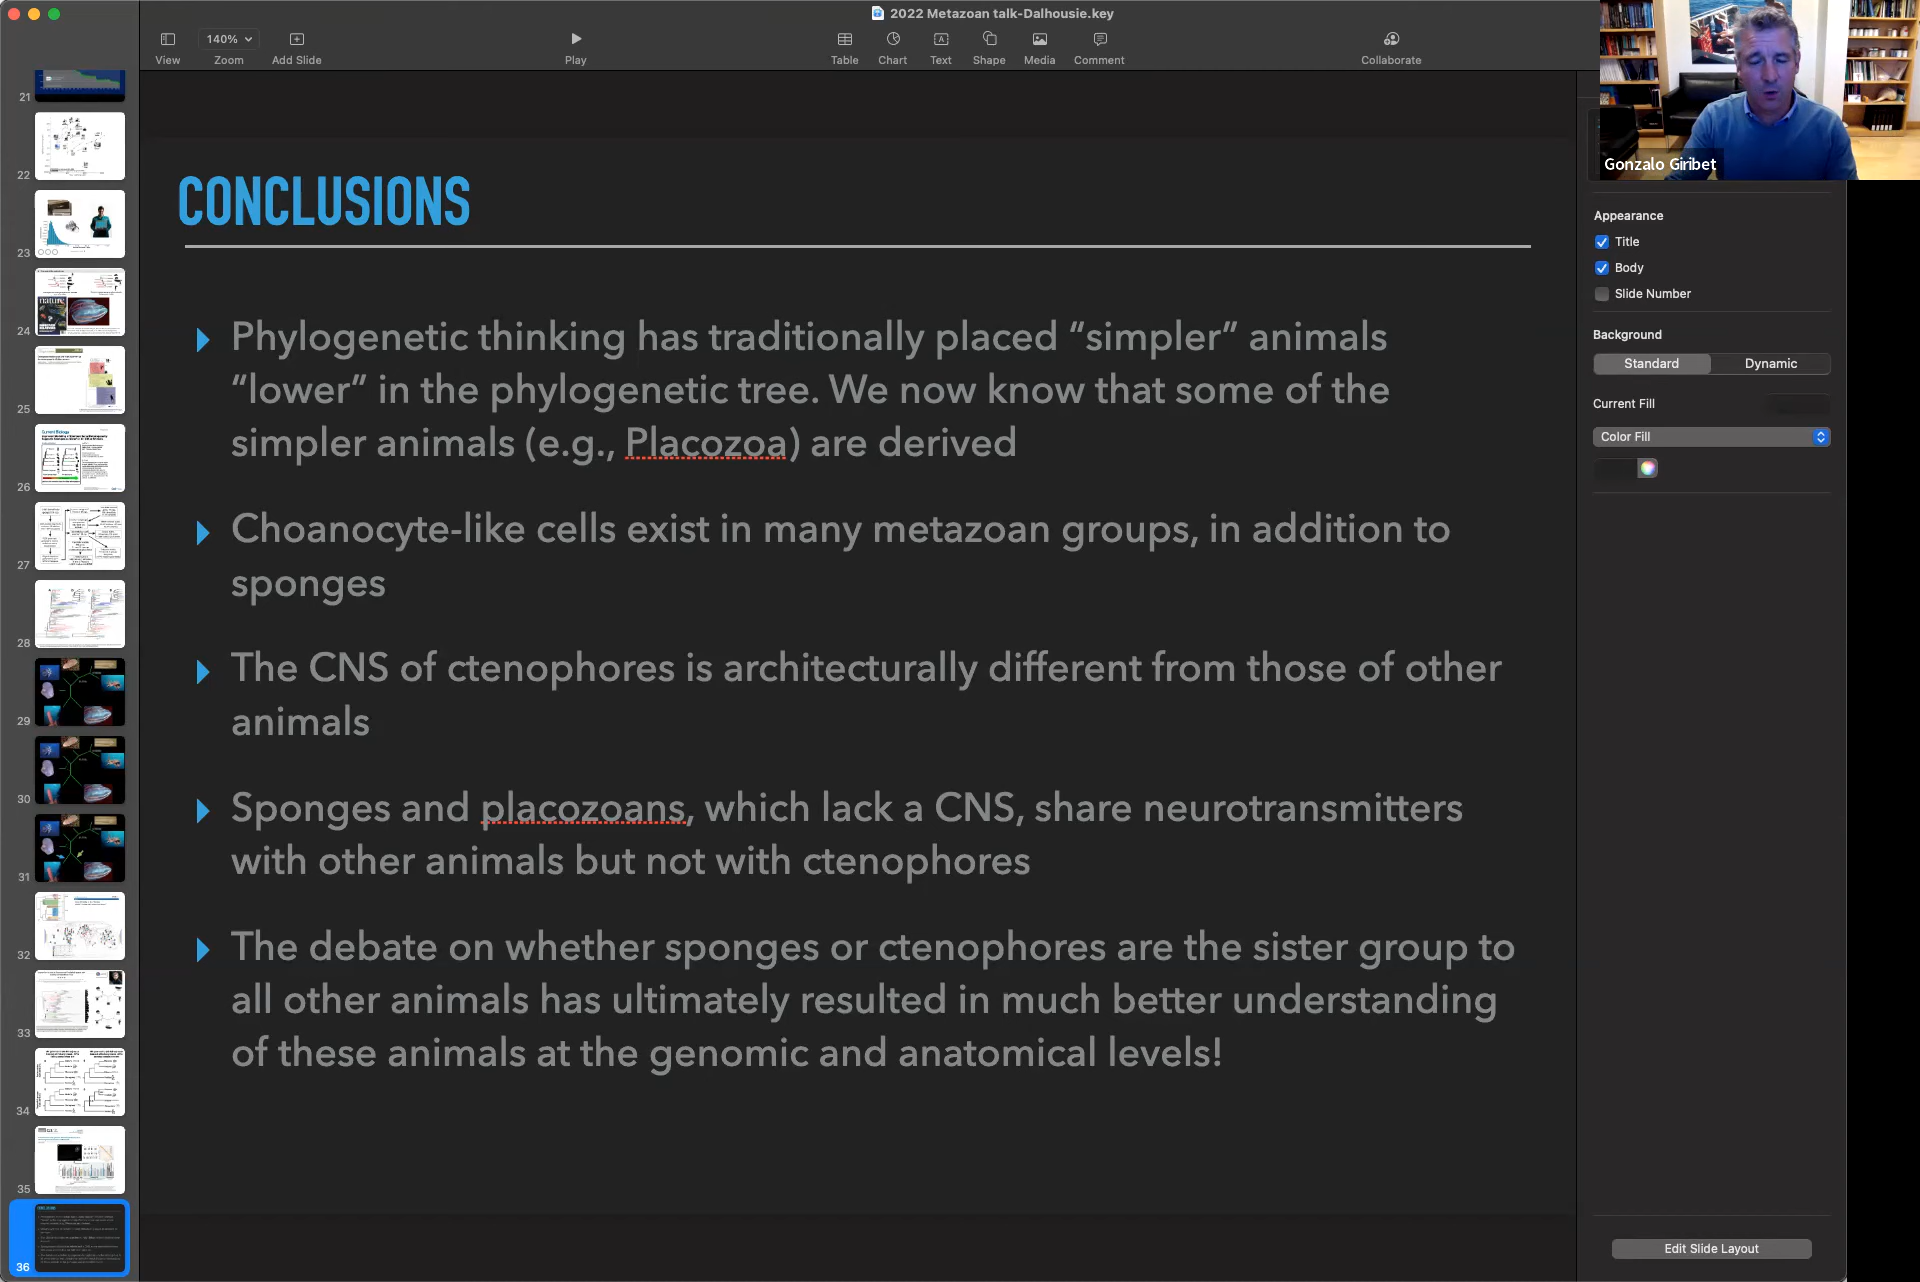 2022 Metazoan talk-Dalhousie.key
140%
View
Zoom
Add Slide
Play
Table
Chart
Text
Shape
Media
Comment
Collaborate
Gonzalo Giribet
21
22
23
24
25
26
27
28
29
30
31
32
33
34
35
36
CONCLUSIONS
Phylogenetic thinking has traditionally placed “simpler” animals
“lower” in the phylogenetic tree. We now know that some of the
simpler animals (e.g., Placozoa) are derived
Choanocyte-like cells exist in many metazoan groups, in addition to
sponges
The CNS of ctenophores is architecturally different from those of other
animals
Sponges and placozoans, which lack a CNS, share neurotransmitters
with other animals but not with ctenophores
The debate on whether sponges or ctenophores are the sister group to
all other animals has ultimately resulted in much better understanding
of these animals at the genomic and anatomical levels!
Appearance
Title
Body
Slide Number
Background
Standard
Dynamic
Current Fill
Color Fill
Edit Slide Layout